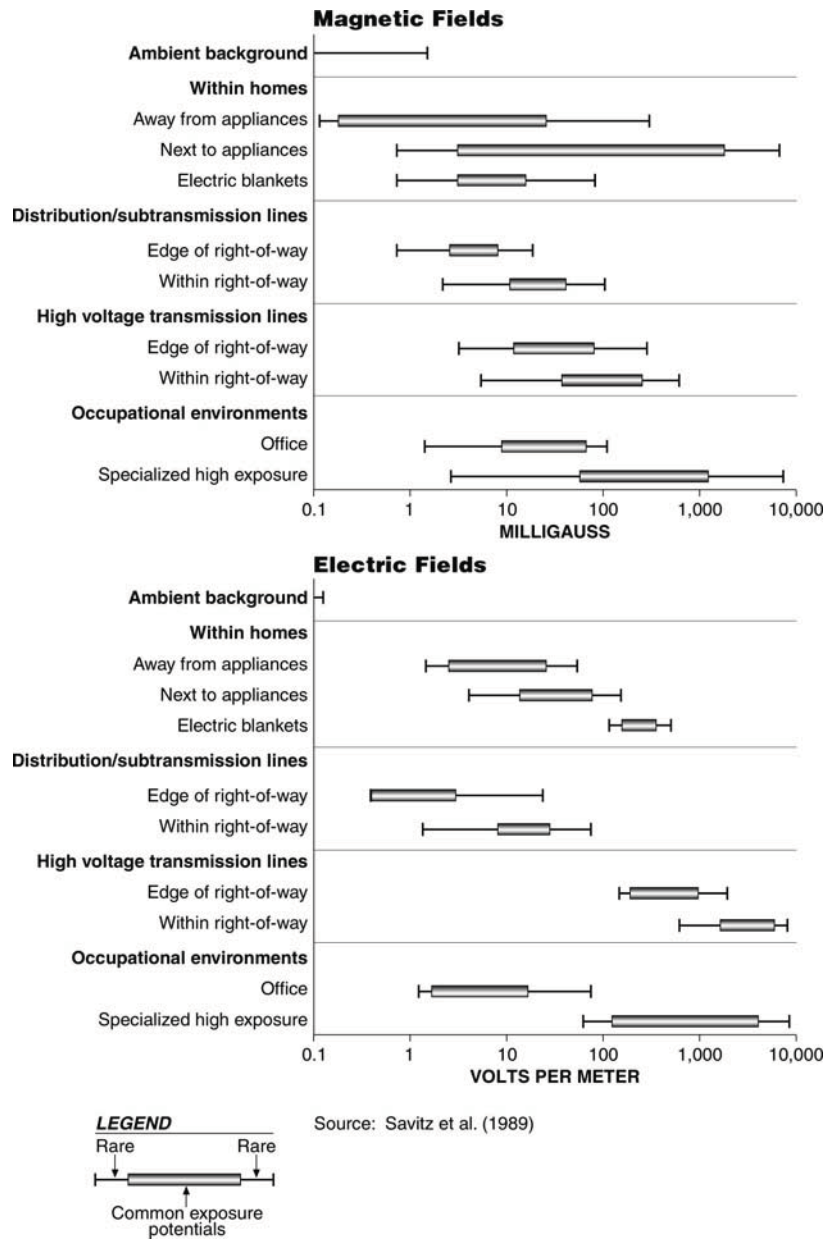 Magnetic Fields
Ambient background
Within homes
Away from appliances
Next to appliances
Electric blankets
Distribution/subtransmission lines
Edge of right-of-way
Within right-of-way
High voltage transmission lines
Edge of right-of-way
Within right-of-way
Occupational environments
Office
Specialized high exposure
0.1 1 10 100 1,000 10,000
MILLIGAUSS
Electric Fields
Ambient background
Within homes
Away from appliances
Next to appliances
Electric blankets
Distribution/subtransmission lines
Edge of right-of-way
Within right-of-way
High voltage transmission lines
Edge of right-of-way
Within right-of-way
Occupational environments
Office
Specialized high exposure
0.1 1 10 100 1,000 10,000
VOLTS PER METER
LEGEND
Rare Rare
Common exposure
potentials
Source: Savitz et al. (1989)